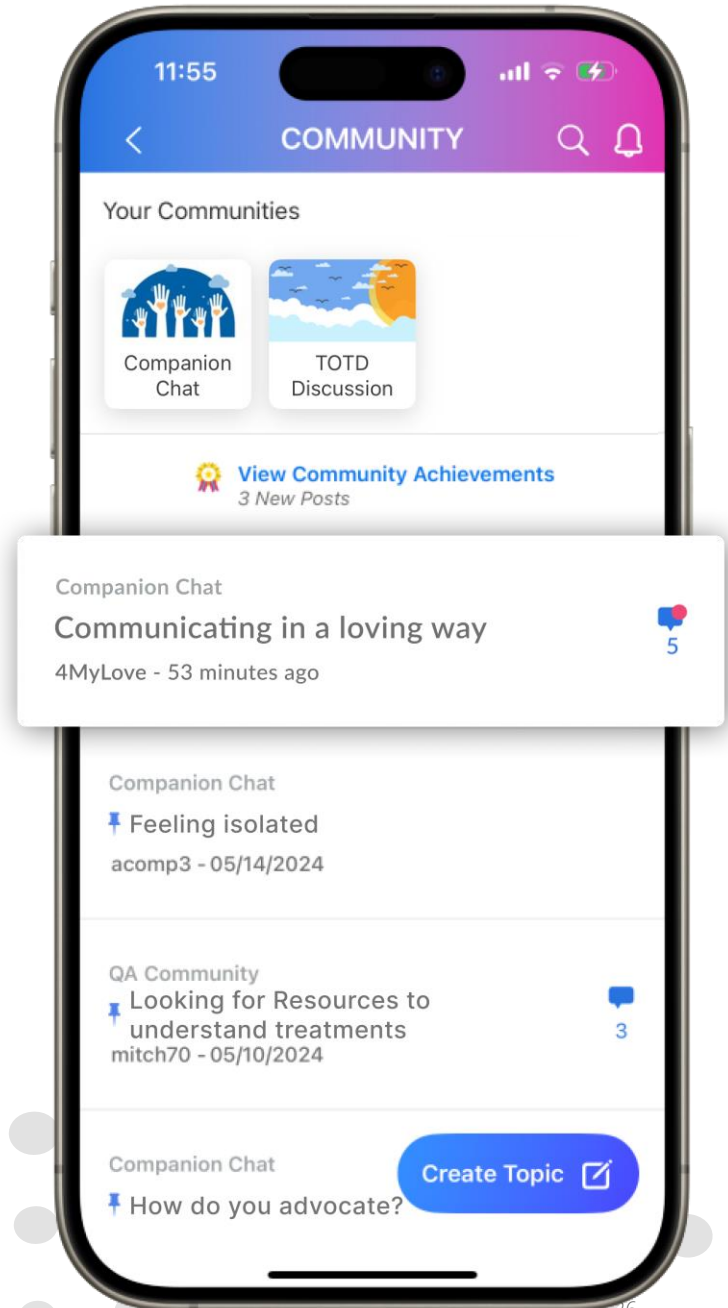 11:55
COMMUNITY
Your Communities
Companion
Chat
TOTD
Discussion
View Community Achievements
3 New Posts
Companion Chat
Communicating in a loving way
5
4MyLove - 53 minutes ago
Companion Chat
Feeling isolated
acomp3 - 05/14/2024
QA Community
Looking for Resources to
understand treatments
3
mitch70 - 05/10/2024
Companion Chat
Create Topic
How do you advocate?